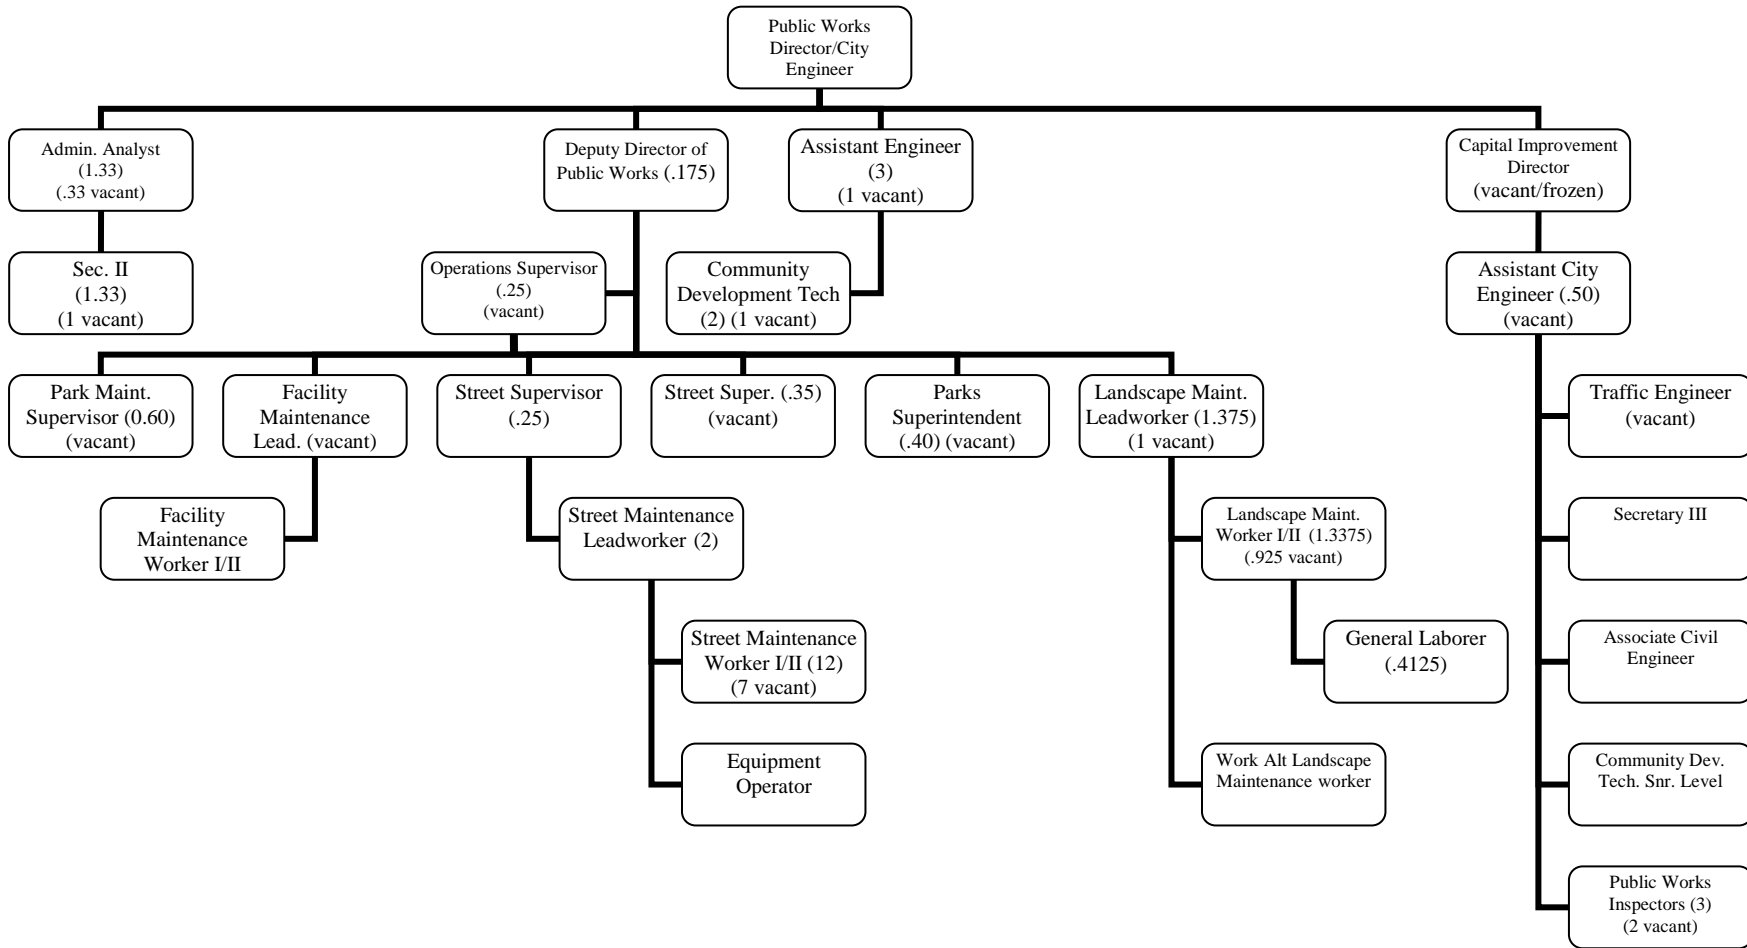 Public Works
Director/City
Engineer
Admin. Analyst
(1.33)
(.33 vacant)
Deputy Director of
Public Works (.175)
Assistant Engineer
(3)
(1 vacant)
Capital Improvement
Director
(vacant/frozen)
Sec. II
(1.33)
(1 vacant)
Operations Supervisor
(.25)
(vacant)
Community
Development Tech
(2) (1 vacant)
Assistant City
Engineer (.50)
(vacant)
Park Maint.
Supervisor (0.60)
(vacant)
Facility
Maintenance
Lead. (vacant)
Street Supervisor
(.25)
Street Super. (.35)
(vacant)
Parks
Superintendent
(.40) (vacant)
Landscape Maint.
Leadworker (1.375)
(1 vacant)
Traffic Engineer
(vacant)
Facility
Maintenance
Worker I/II
Street Maintenance
Leadworker (2)
Landscape Maint.
Worker I/II (1.3375)
(.925 vacant)
Secretary III
Street Maintenance
Worker I/II (12)
(7 vacant)
General Laborer
(.4125)
Associate Civil
Engineer
Equipment
Operator
Work Alt Landscape
Maintenance worker
Community Dev.
Tech. Snr. Level
Public Works
Inspectors (3)
(2 vacant)